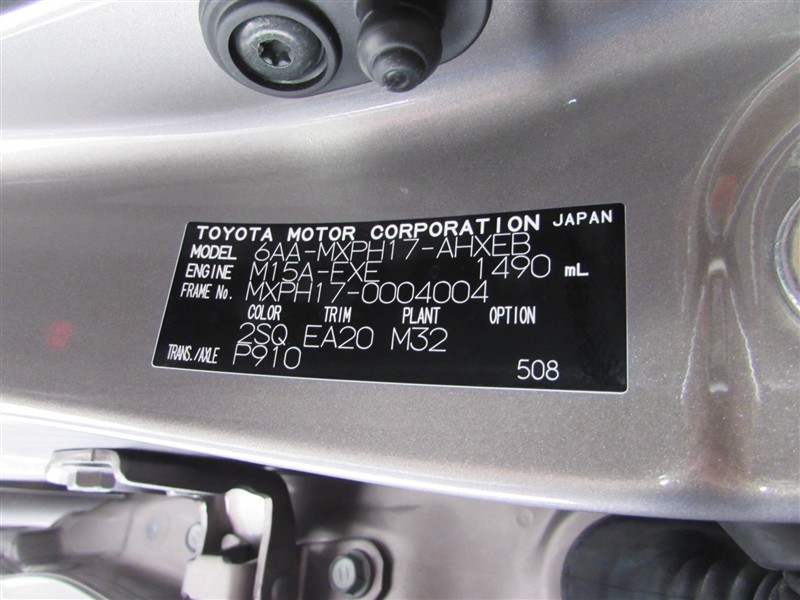 TOYOTA MOTOR CORPORATION JAPAN
MODEL 6AA-MXPH17-AHXEB
ENGINE M15A-EXE 1490 mL
FRAME No. MXPH17-0004004
COLOR TRIM PLANT OPTION
2SQ EA20 M32
TRANS./AXLE P910
508